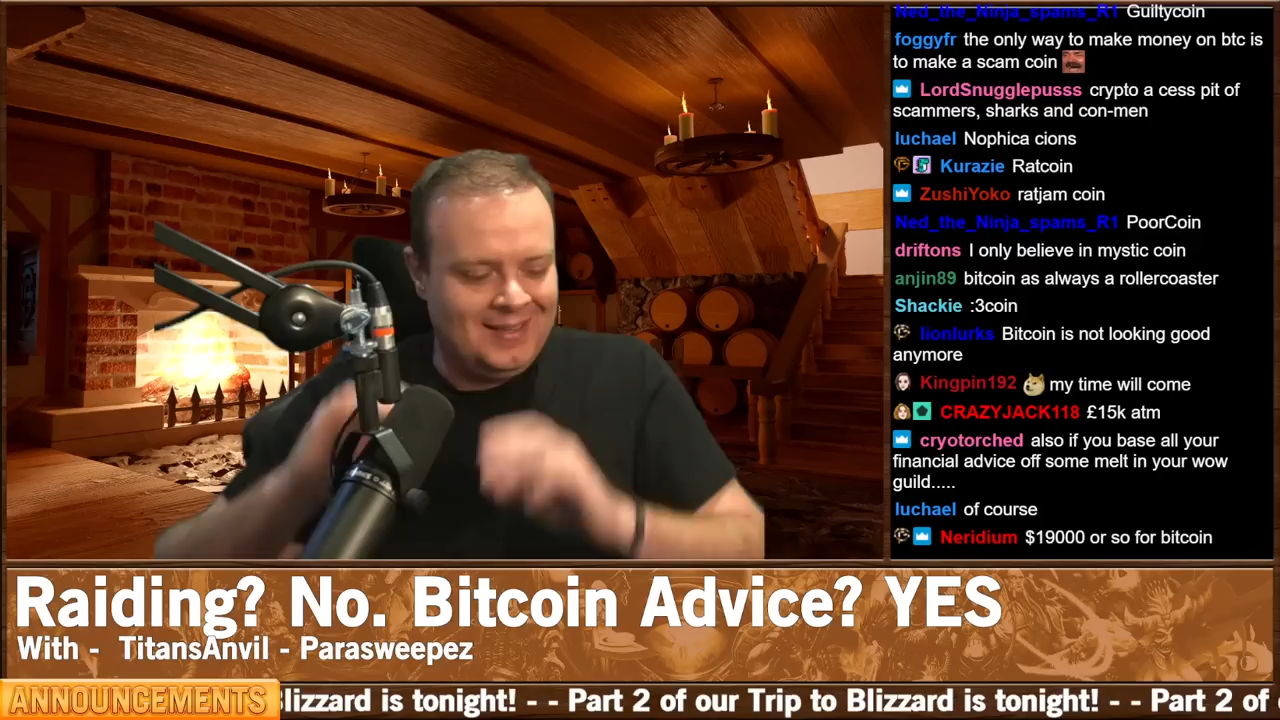 Ned_the_Ninja_spams_R1 Guiltycoin
foggyfr the only way to make money on btc is
to make a scam coin
LordSnugglepusss crypto a cess pit of
scammers, sharks and con-men
luchael Nophica cions
Kurazie Ratcoin
ZushiYoko ratjam coin
Ned_the_Ninja_spams_R1 PoorCoin
driftons I only believe in mystic coin
anjin89 bitcoin as always a rollercoaster
Shackie :3coin
lionlurks Bitcoin is not looking good
anymore
Kingpin192 my time will come
CRAZYJACK118 £15k atm
cryotorched also if you base all your
financial advice off some melt in your wow
guild.....
luchael of course
Neridium $19000 or so for bitcoin
Raiding? No. Bitcoin Advice? YES
With - TitansAnvil - Parasweepez
ANNOUNCEMENTS Blizzard is tonight! - - Part 2 of our Trip to Blizzard is tonight! - - Part 2 of